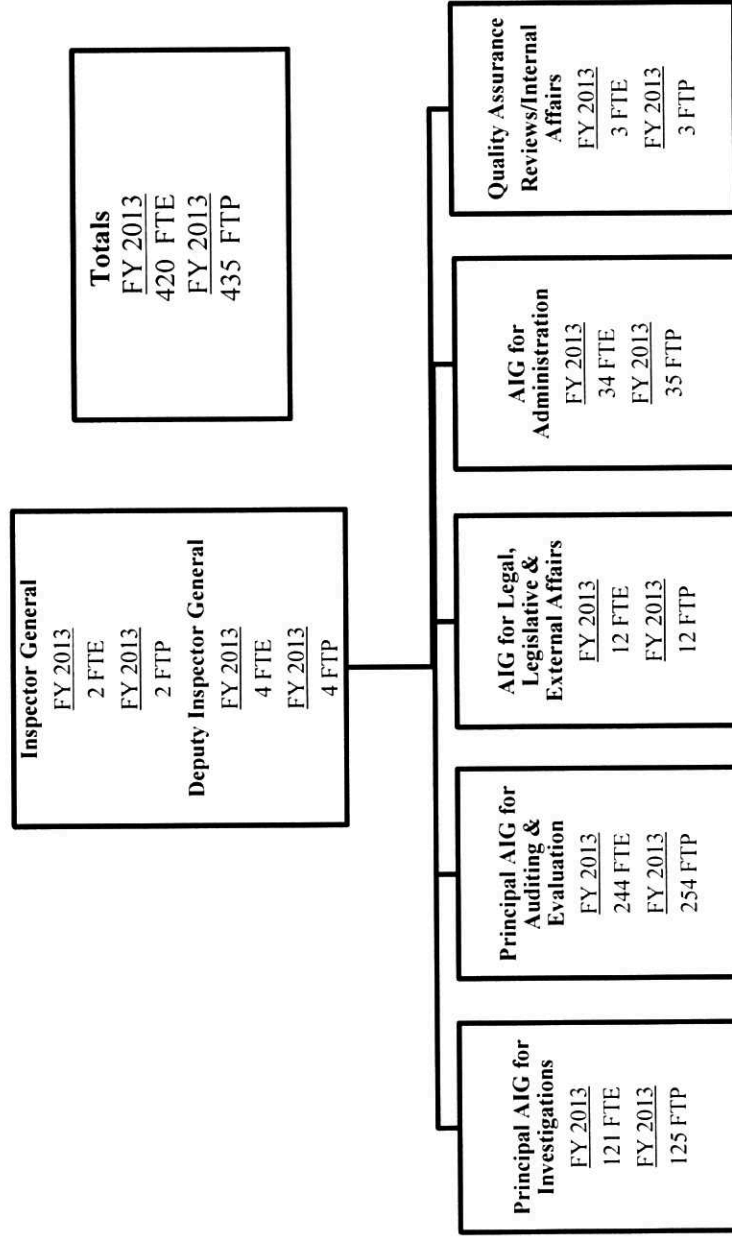 Inspector General
FY 2013
2 FTE
FY 2013
2 FTP
Deputy Inspector General
FY 2013
4 FTE
FY 2013
4 FTP
Totals
FY 2013
420 FTE
FY 2013
435 FTP
Principal AIG for
Investigations
FY 2013
121 FTE
FY 2013
125 FTP
Principal AIG for
Auditing &
Evaluation
FY 2013
244 FTE
FY 2013
254 FTP
AIG for Legal,
Legislative &
External Affairs
FY 2013
12 FTE
FY 2013
12 FTP
AIG for
Administration
FY 2013
34 FTE
FY 2013
35 FTP
Quality Assurance
Reviews/Internal
Affairs
FY 2013
3 FTE
FY 2013
3 FTP